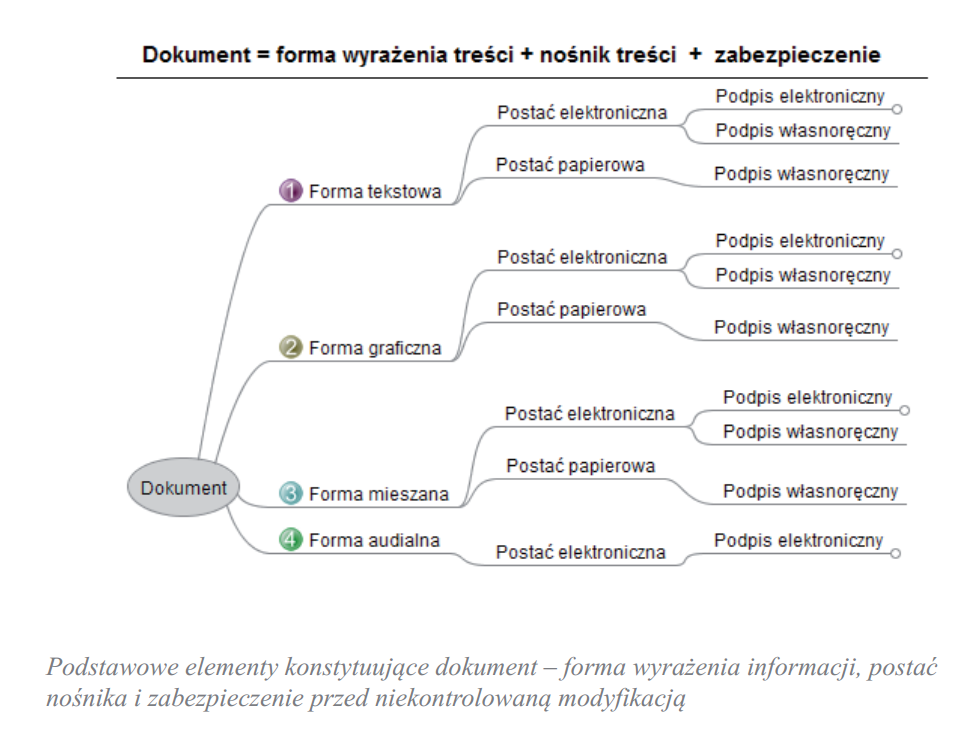 Dokument = forma wyrażenia treści + nośnik treści + zabezpieczenie
1 Forma tekstowa
Postać elektroniczna
Podpis elektroniczny
Podpis własnoręczny
Postać papierowa
Podpis własnoręczny
2 Forma graficzna
Postać elektroniczna
Podpis elektroniczny
Podpis własnoręczny
Postać papierowa
Podpis własnoręczny
Dokument
3 Forma mieszana
Postać elektroniczna
Podpis elektroniczny
Podpis własnoręczny
Postać papierowa
Podpis własnoręczny
4 Forma audialna
Postać elektroniczna
Podpis elektroniczny
Podstawowe elementy konstytuujące dokument – forma wyrażenia informacji, postać
nośnika i zabezpieczenie przed niekontrolowaną modyfikacją